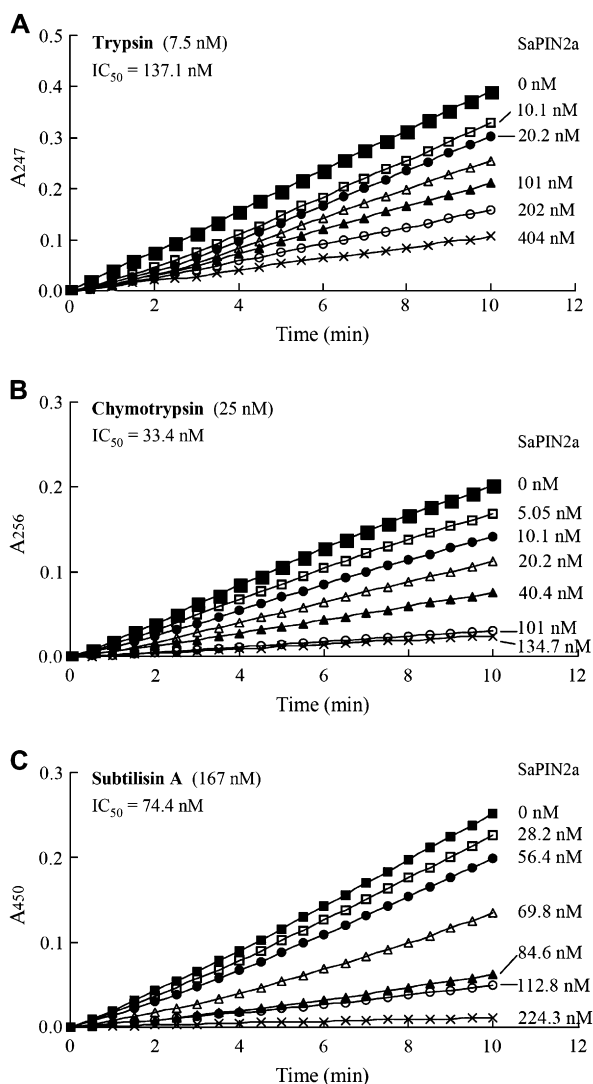 A
Trypsin (7.5 nM)
IC50 = 137.1 nM
SaPIN2a
0 nM
10.1 nM
20.2 nM
101 nM
202 nM
404 nM
0.5
0.4
0.3
0.2
0.1
0.0
A247
0 2 4 6 8 10 12
Time (min)
B
Chymotrypsin (25 nM)
IC50 = 33.4 nM
SaPIN2a
0 nM
5.05 nM
10.1 nM
20.2 nM
40.4 nM
101 nM
134.7 nM
0.3
0.2
0.1
0.0
A256
0 2 4 6 8 10 12
Time (min)
C
Subtilisin A (167 nM)
IC50 = 74.4 nM
SaPIN2a
0 nM
28.2 nM
56.4 nM
69.8 nM
84.6 nM
112.8 nM
224.3 nM
0.3
0.2
0.1
0.0
A450
0 2 4 6 8 10 12
Time (min)